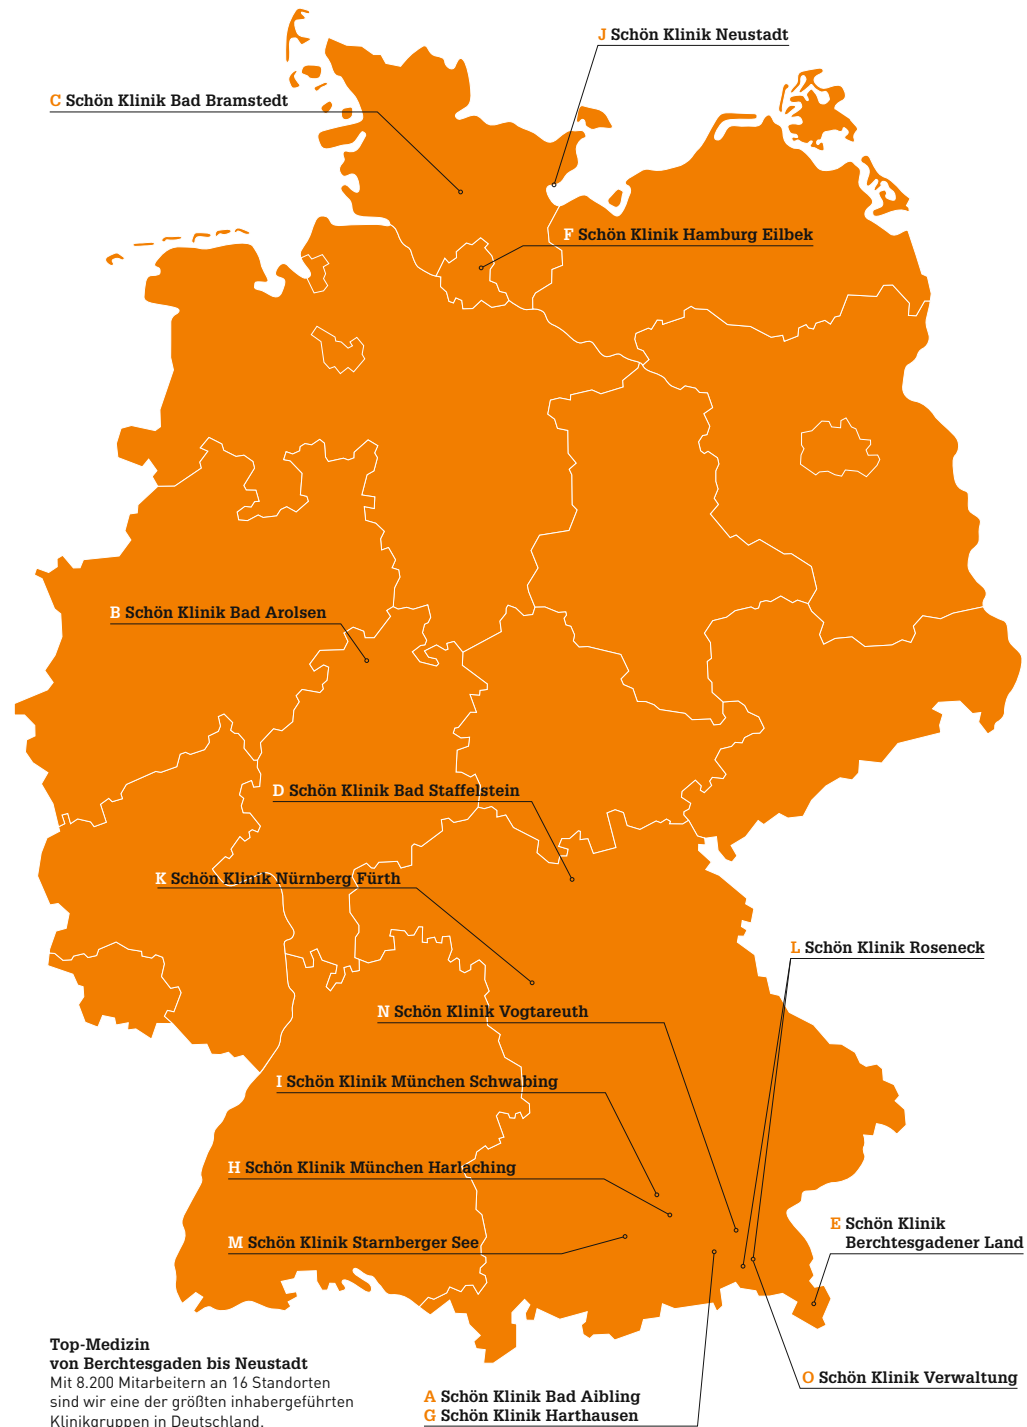 J Schön Klinik Neustadt
C Schön Klinik Bad Bramstedt
F Schön Klinik Hamburg Eilbek
B Schön Klinik Bad Arolsen
D Schön Klinik Bad Staffelstein
K Schön Klinik Nürnberg Fürth
L Schön Klinik Roseneck
N Schön Klinik Vogtareuth
I Schön Klinik München Schwabing
H Schön Klinik München Harlaching
E Schön Klinik
Berchtesgadener Land
M Schön Klinik Starnberger See
Top-Medizin
von Berchtesgaden bis Neustadt
Mit 8.200 Mitarbeitern an 16 Standorten
sind wir eine der größten inhabergeführten
Klinikgruppen in Deutschland.
O Schön Klinik Verwaltung
A Schön Klinik Bad Aibling
G Schön Klinik Harthausen